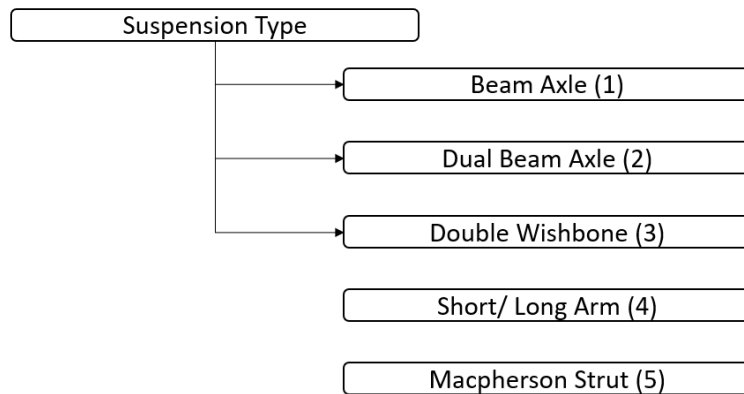 Suspension Type
Beam Axle (1)
Dual Beam Axle (2)
Double Wishbone (3)
Short/ Long Arm (4)
Macpherson Strut (5)